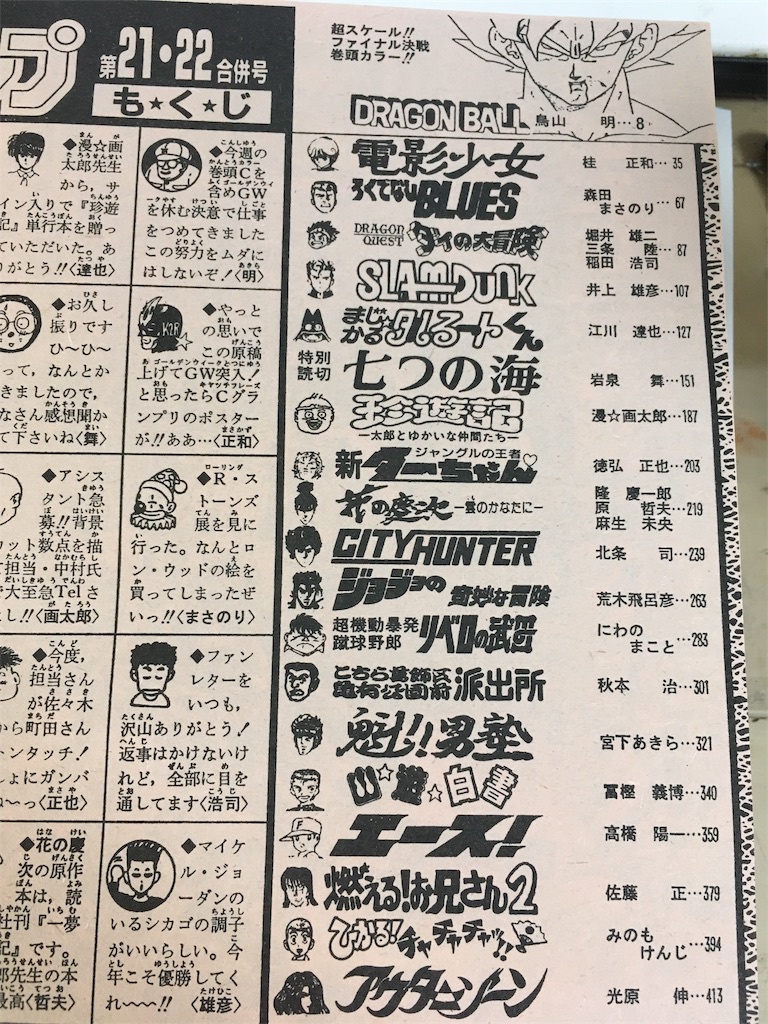 プ
第21・22合併号
も★く★じ
超スケール!!
ファイナル決戦
巻頭カラー!!
DRAGON BALL 鳥山 明…8
電影少女 桂 正和…35
ろくでなしBLUES 森田 まさのり…67
DRAGON QUEST ダイの大冒険 堀井 雄二 三条 陸 稲田 浩司…87
SLAM DUNK 井上 雄彦…107
まじかる☆タルるートくん 江川 達也…127
特別読切 七つの海 岩泉 舞…151
珍遊記 漫☆画太郎…187
―太郎とゆかいな仲間たち―
新ジャングルの王者ターちゃん♡ 徳弘 正也…203
花の慶次―雲のかなたに― 隆 慶一郎 原 哲夫 麻生 未央…219
CITY HUNTER 北条 司…239
ジョジョの奇妙な冒険 荒木飛呂彦…263
超機動暴発蹴球野郎 リベロの武田 にわの まこと…283
こちら葛飾区亀有公園前派出所 秋本 治…301
魁!!男塾 宮下あきら…321
幽★遊★白書 冨樫 義博…340
エース! 高橋 陽一…359
燃える!お兄さん2 佐藤 正…379
ひかる!チャチャチャッ!! みのも けんじ…394
アウターゾーン 光原 伸…413
◆今週の
巻頭Cを
含めGW
を休む決意で仕事
をつめてきました
この努力をムダに
はしないぞ!〈明〉
◆漫☆画
太郎先生
から、サ
イン入りで『珍遊
記』単行本を贈っ
ていただいた。あ
りがとう!!〈達也〉
◆やっと
の思いで
この原稿
上げてGW突入!
と思ったらCグラ
ンプリのポスター
が!!ああ…〈正和〉
◆お久し
振りです
ひ〜ひ〜
って、なんとか
きましたので、
なさん感想聞か
て下さいね〈舞〉
◆R・ス
トーンズ
展を見に
行った。なんとロ
ン・ウッドの絵を
買ってしまったぜ
いっ!!〈まさのり〉
◆アシス
タント急
募!!背景
カット数点を描
て担当・中村氏
で大至急Telさ
よし!!〈画太郎〉
◆ファン
レターを
いつも、
沢山ありがとう!
返事はかけないけ
れど、全部に目を
通してます〈浩司〉
◆今度、
担当さん
が佐々木
から町田さん
トンタッチ!
しょにガンバ
〜っ〈正也〉
◆マイケ
ル・ジョ
ーダンの
いるシカゴの調子
がいいらしい。今
年こそ優勝してく
れ〜〜!!〈雄彦〉
◆花の慶
次の原作
本は、読
社刊『一夢
記』です。
郎先生の本
最高〈哲夫〉